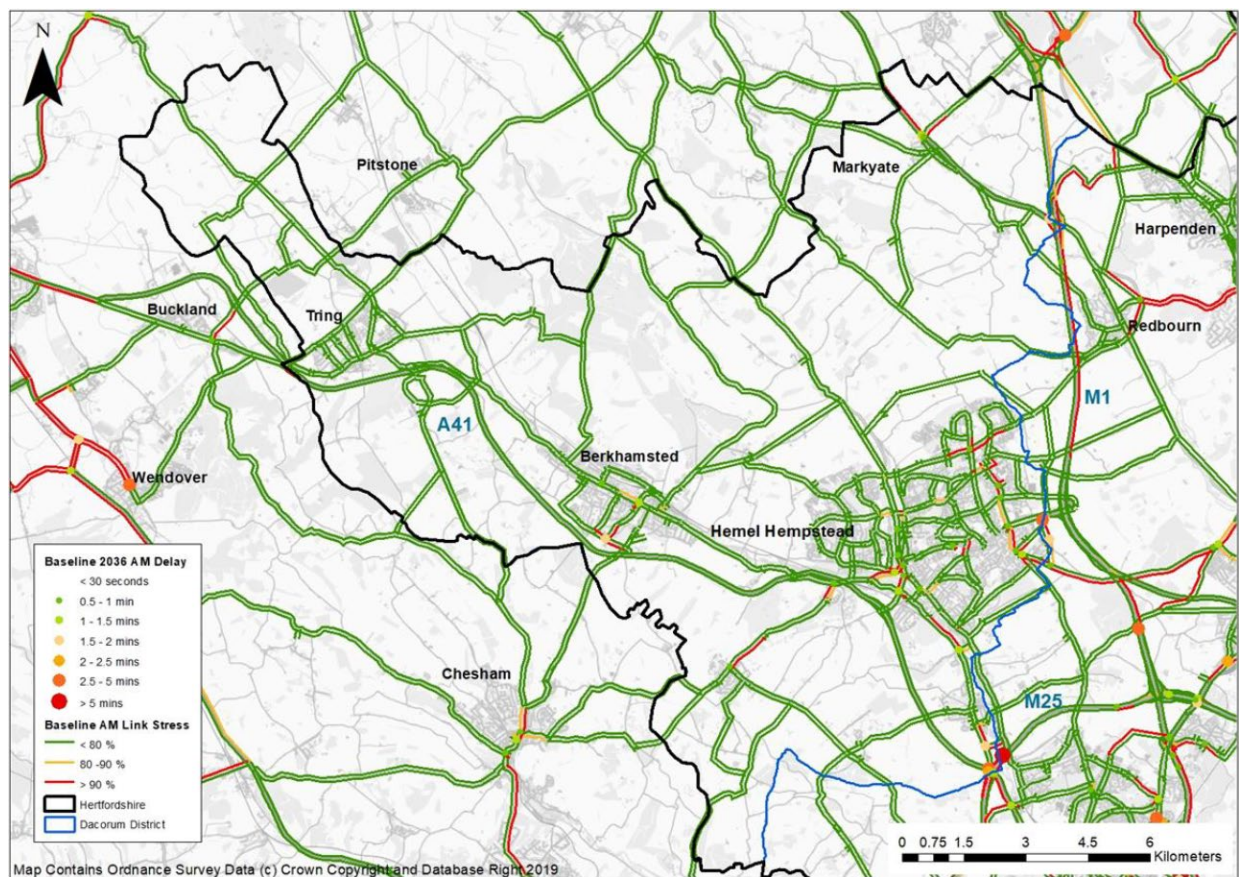 N
Pitstone
Markyate
Harpenden
Buckland
Tring
Redbourn
M1
A41
Berkhamsted
Wendover
Hemel Hempstead
Chesham
M25
Baseline 2036 AM Delay
< 30 seconds
0.5 - 1 min
1 - 1.5 mins
1.5 - 2 mins
2 - 2.5 mins
2.5 - 5 mins
> 5 mins
Baseline AM Link Stress
< 80 %
80 -90 %
> 90 %
Hertfordshire
Dacorum District
0 0.75 1.5 3 4.5 6
Kilometers
Map Contains Ordnance Survey Data (c) Crown Copyright and Database Right 2019